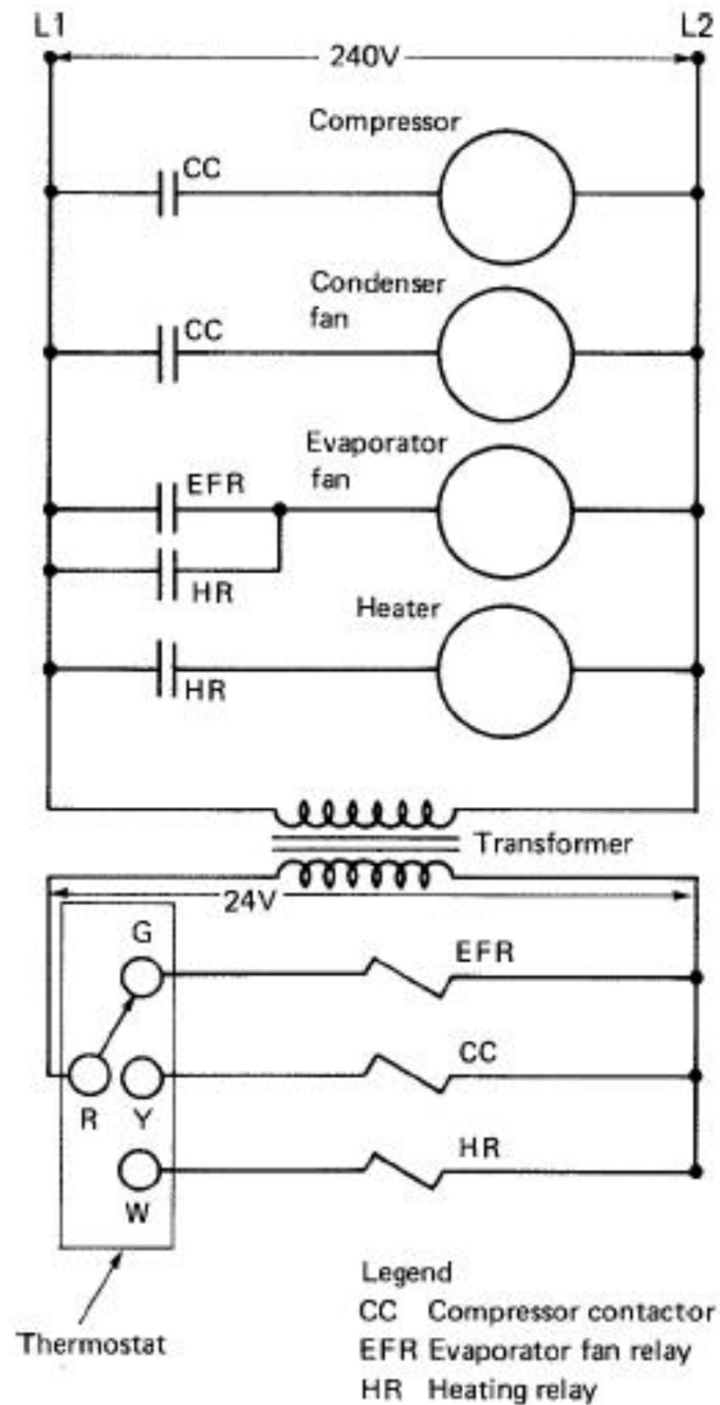 L1 L2
240V
Compressor
CC
Condenser
fan
CC
Evaporator
fan
EFR
HR
Heater
HR
Transformer
24V
G
EFR
CC
R Y
HR
W
Thermostat
Legend
CC Compressor contactor
EFR Evaporator fan relay
HR Heating relay